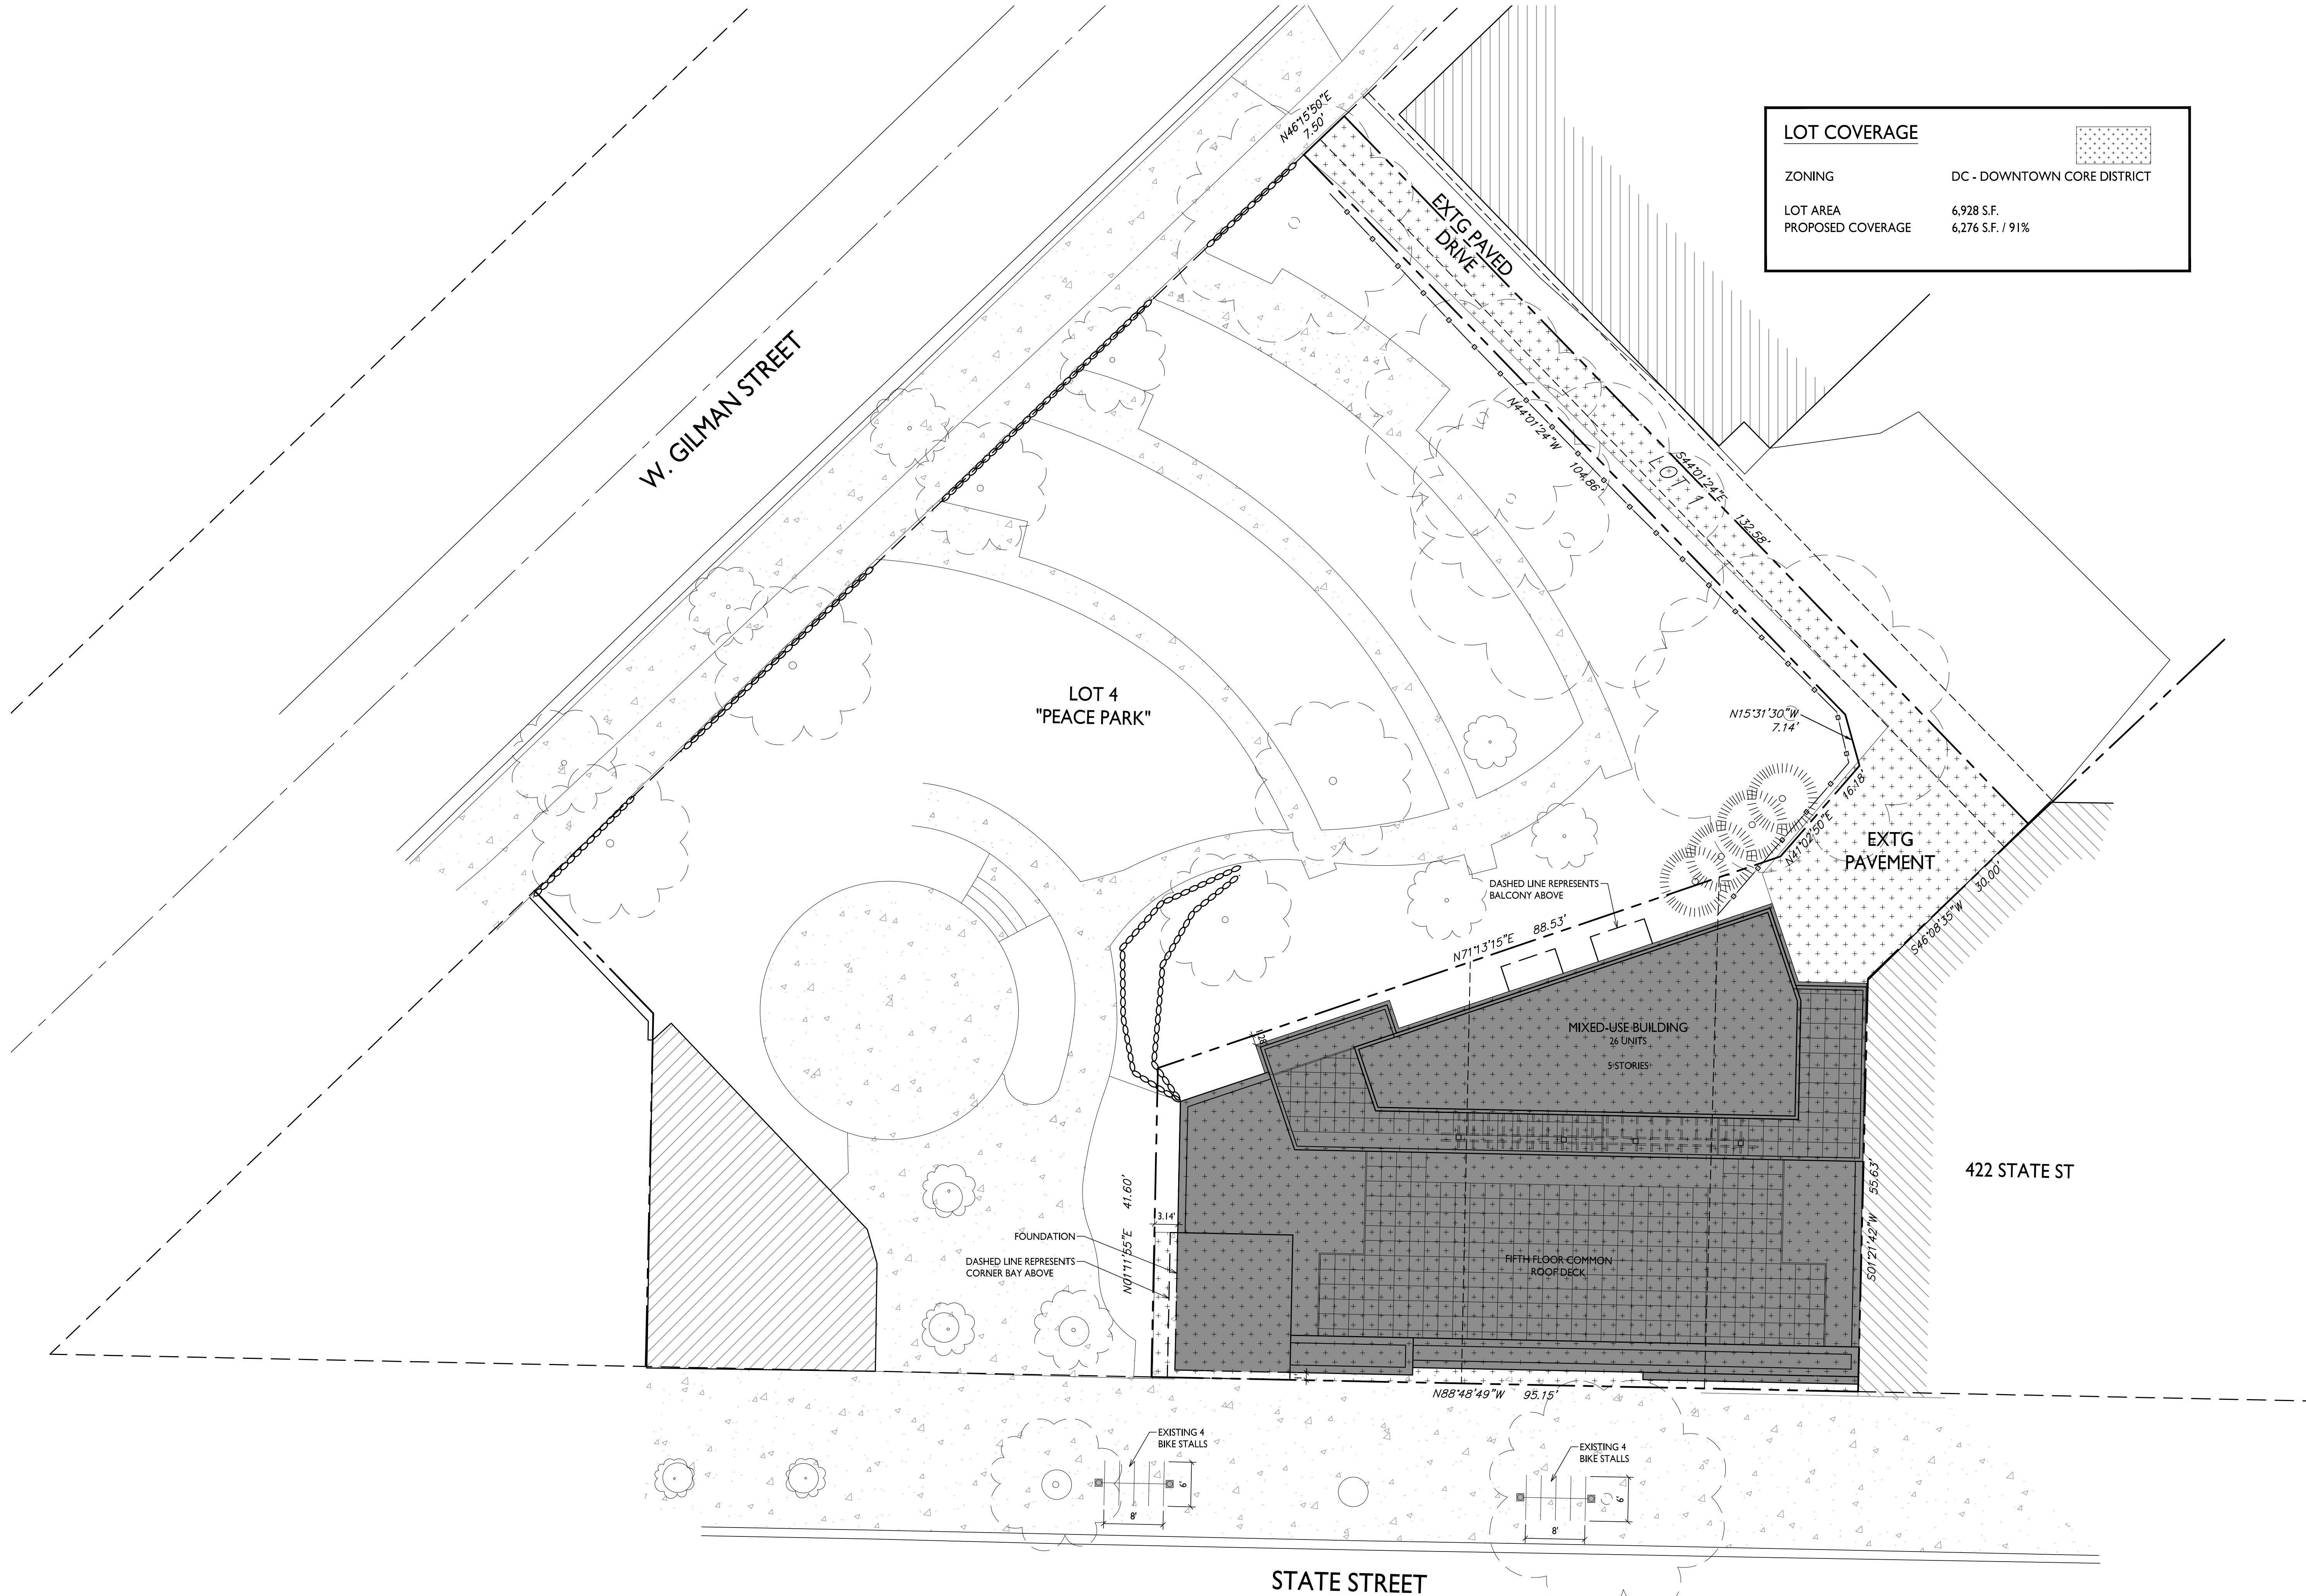 LOT COVERAGE
ZONING DC - DOWNTOWN CORE DISTRICT
LOT AREA 6,928 S.F.
PROPOSED COVERAGE 6,276 S.F. / 91%
N46°15'50"E
7.50'
EXTG PAVED
DRIVE
W. GILMAN STREET
N44°01'24"W 104.86'
LOT 1
S44°01'24"E 132.58'
LOT 4
"PEACE PARK"
N15°31'30"W
7.14'
N41°02'50"E 16.18'
EXTG
PAVEMENT
S46°08'35"W 30.00'
DASHED LINE REPRESENTS
BALCONY ABOVE
N71°13'15"E 88.53'
MIXED-USE BUILDING
26 UNITS
5 STORIES
422 STATE ST
N01°11'55"E 41.60'
3.14'
FOUNDATION
DASHED LINE REPRESENTS
CORNER BAY ABOVE
FIFTH FLOOR COMMON
ROOF DECK
S01°21'42"W 55.63'
N88°48'49"W 95.15'
EXISTING 4
BIKE STALLS
6'
8'
EXISTING 4
BIKE STALLS
6'
8'
STATE STREET